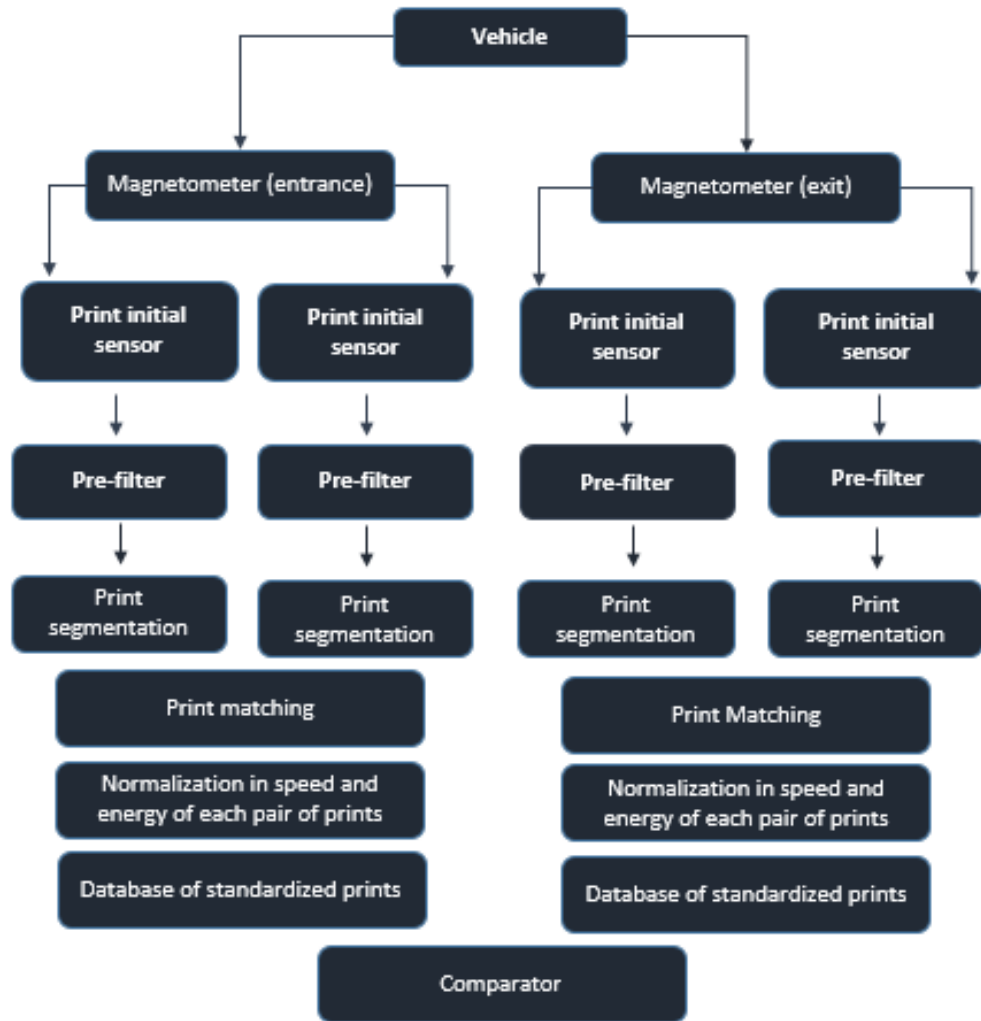 Vehicle
Magnetometer (entrance)
Magnetometer (exit)
Print initial
sensor
Print initial
sensor
Print initial
sensor
Print initial
sensor
Pre-filter
Pre-filter
Pre-filter
Pre-filter
Print
segmentation
Print
segmentation
Print
segmentation
Print
segmentation
Print matching
Print Matching
Normalization in speed and
energy of each pair of prints
Normalization in speed and
energy of each pair of prints
Database of standardized prints
Database of standardized prints
Comparator